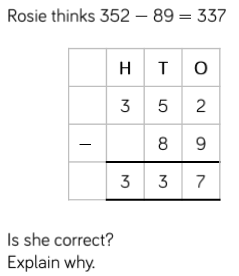 Rosie thinks 352 – 89 = 337
H T O
3 5 2
– 8 9
3 3 7
Is she correct?
Explain why.